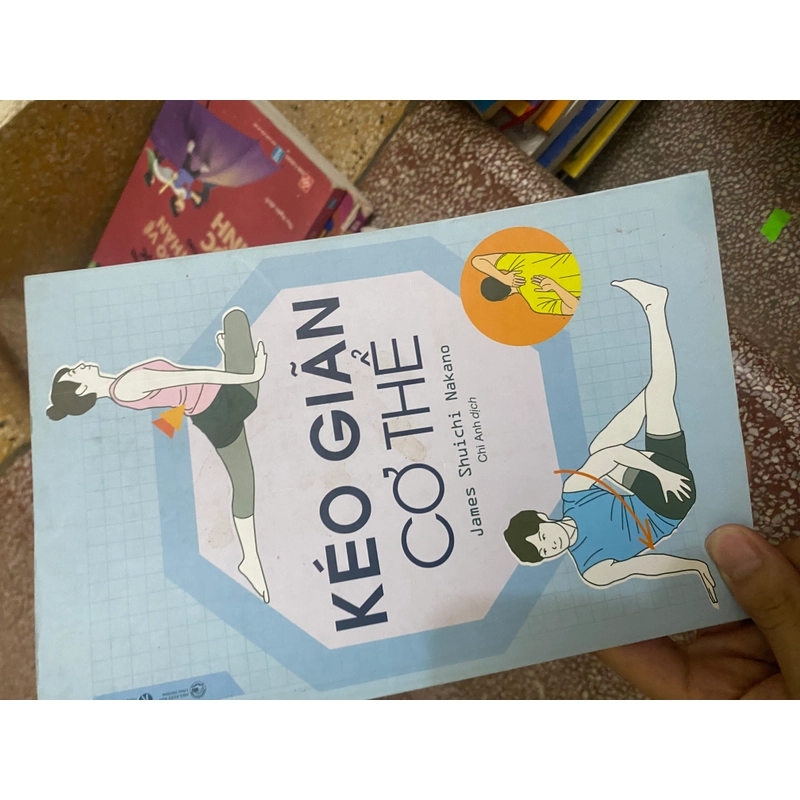 KÉO GIÃN
CƠ THỂ
James Shuichi Nakano
Chi Anh dịch